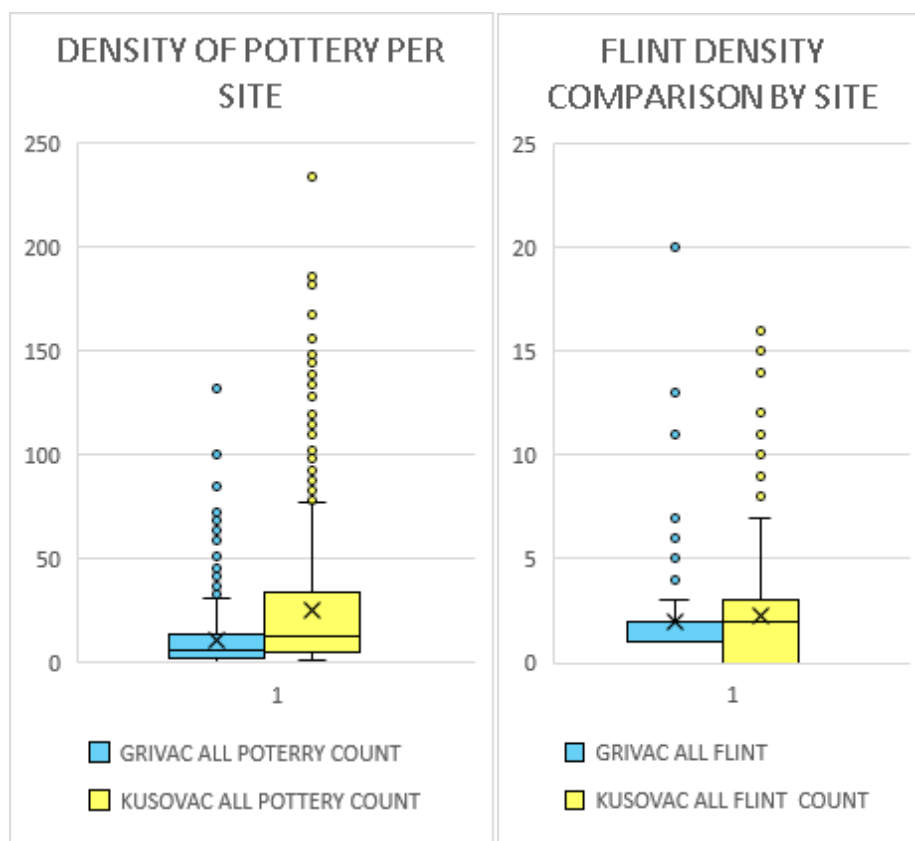 DENSITY OF POTTERY PER
SITE
250
200
150
100
50
0
1
GRIVAC ALL POTERRY COUNT
KUSOVAC ALL POTTERY COUNT
FLINT DENSITY
COMPARISON BY SITE
25
20
15
10
5
0
1
GRIVAC ALL FLINT
KUSOVAC ALL FLINT COUNT